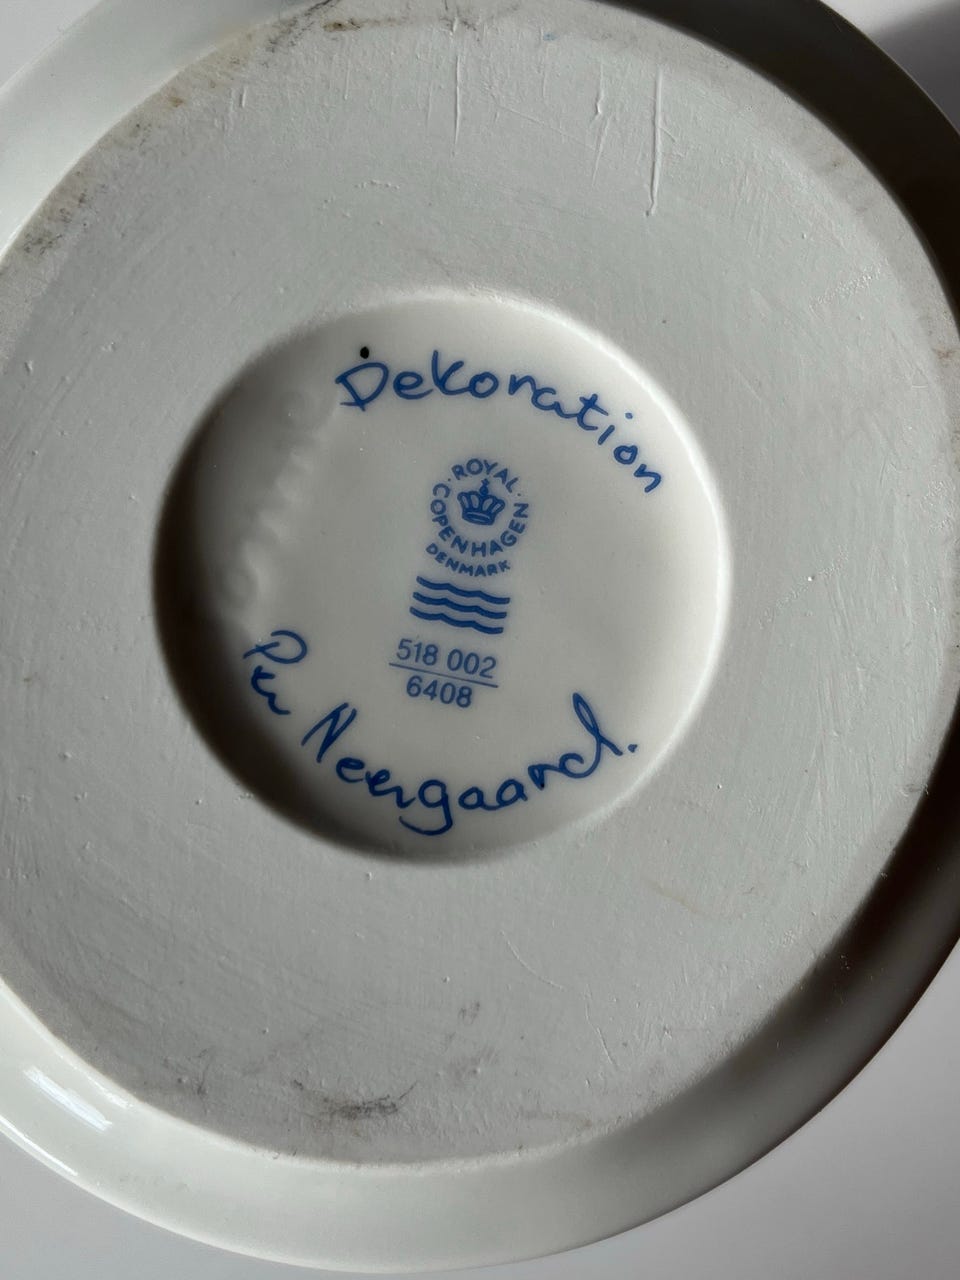 Dekoration
· ROYAL ·
COPENHAGEN
DENMARK
518 002
6408
Per Neergaard.